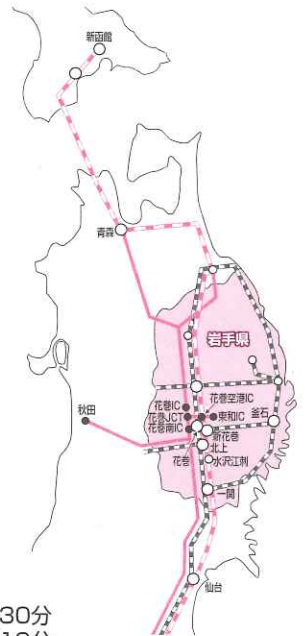 新函館
青森
岩手県
花巻空港IC
花巻IC
花巻JCT
東和IC
釜石
秋田
花巻南IC
新花巻
北上
花巻
水沢江刺
一関
仙台
30分